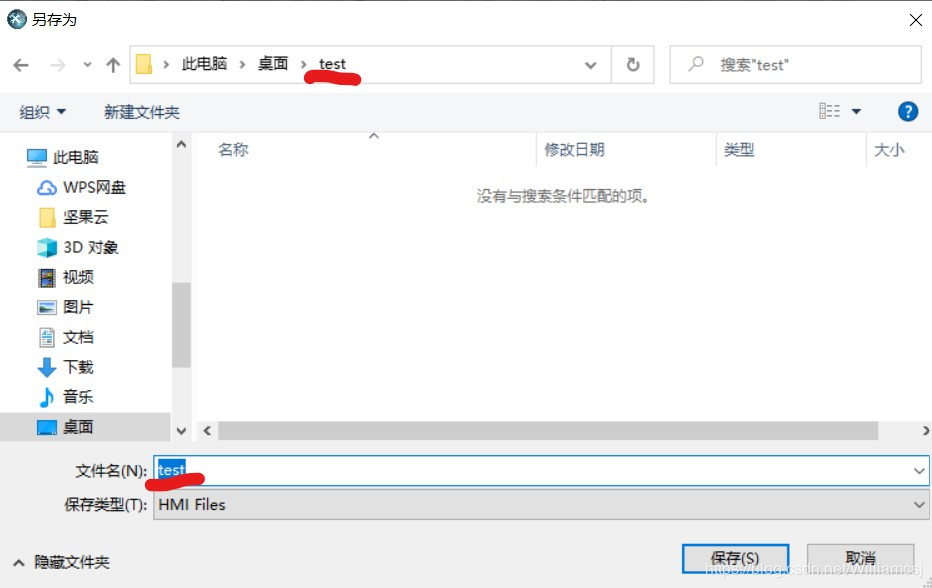 另存为
此电脑 › 桌面 › test
搜索"test"
组织
新建文件夹
?
名称
修改日期
类型
大小
没有与搜索条件匹配的项。
此电脑
WPS网盘
坚果云
3D 对象
视频
图片
文档
下载
音乐
桌面
文件名(N): test
保存类型(T): HMI Files
隐藏文件夹
保存(S)
取消
https://blog.csdn.net/Williamcsj